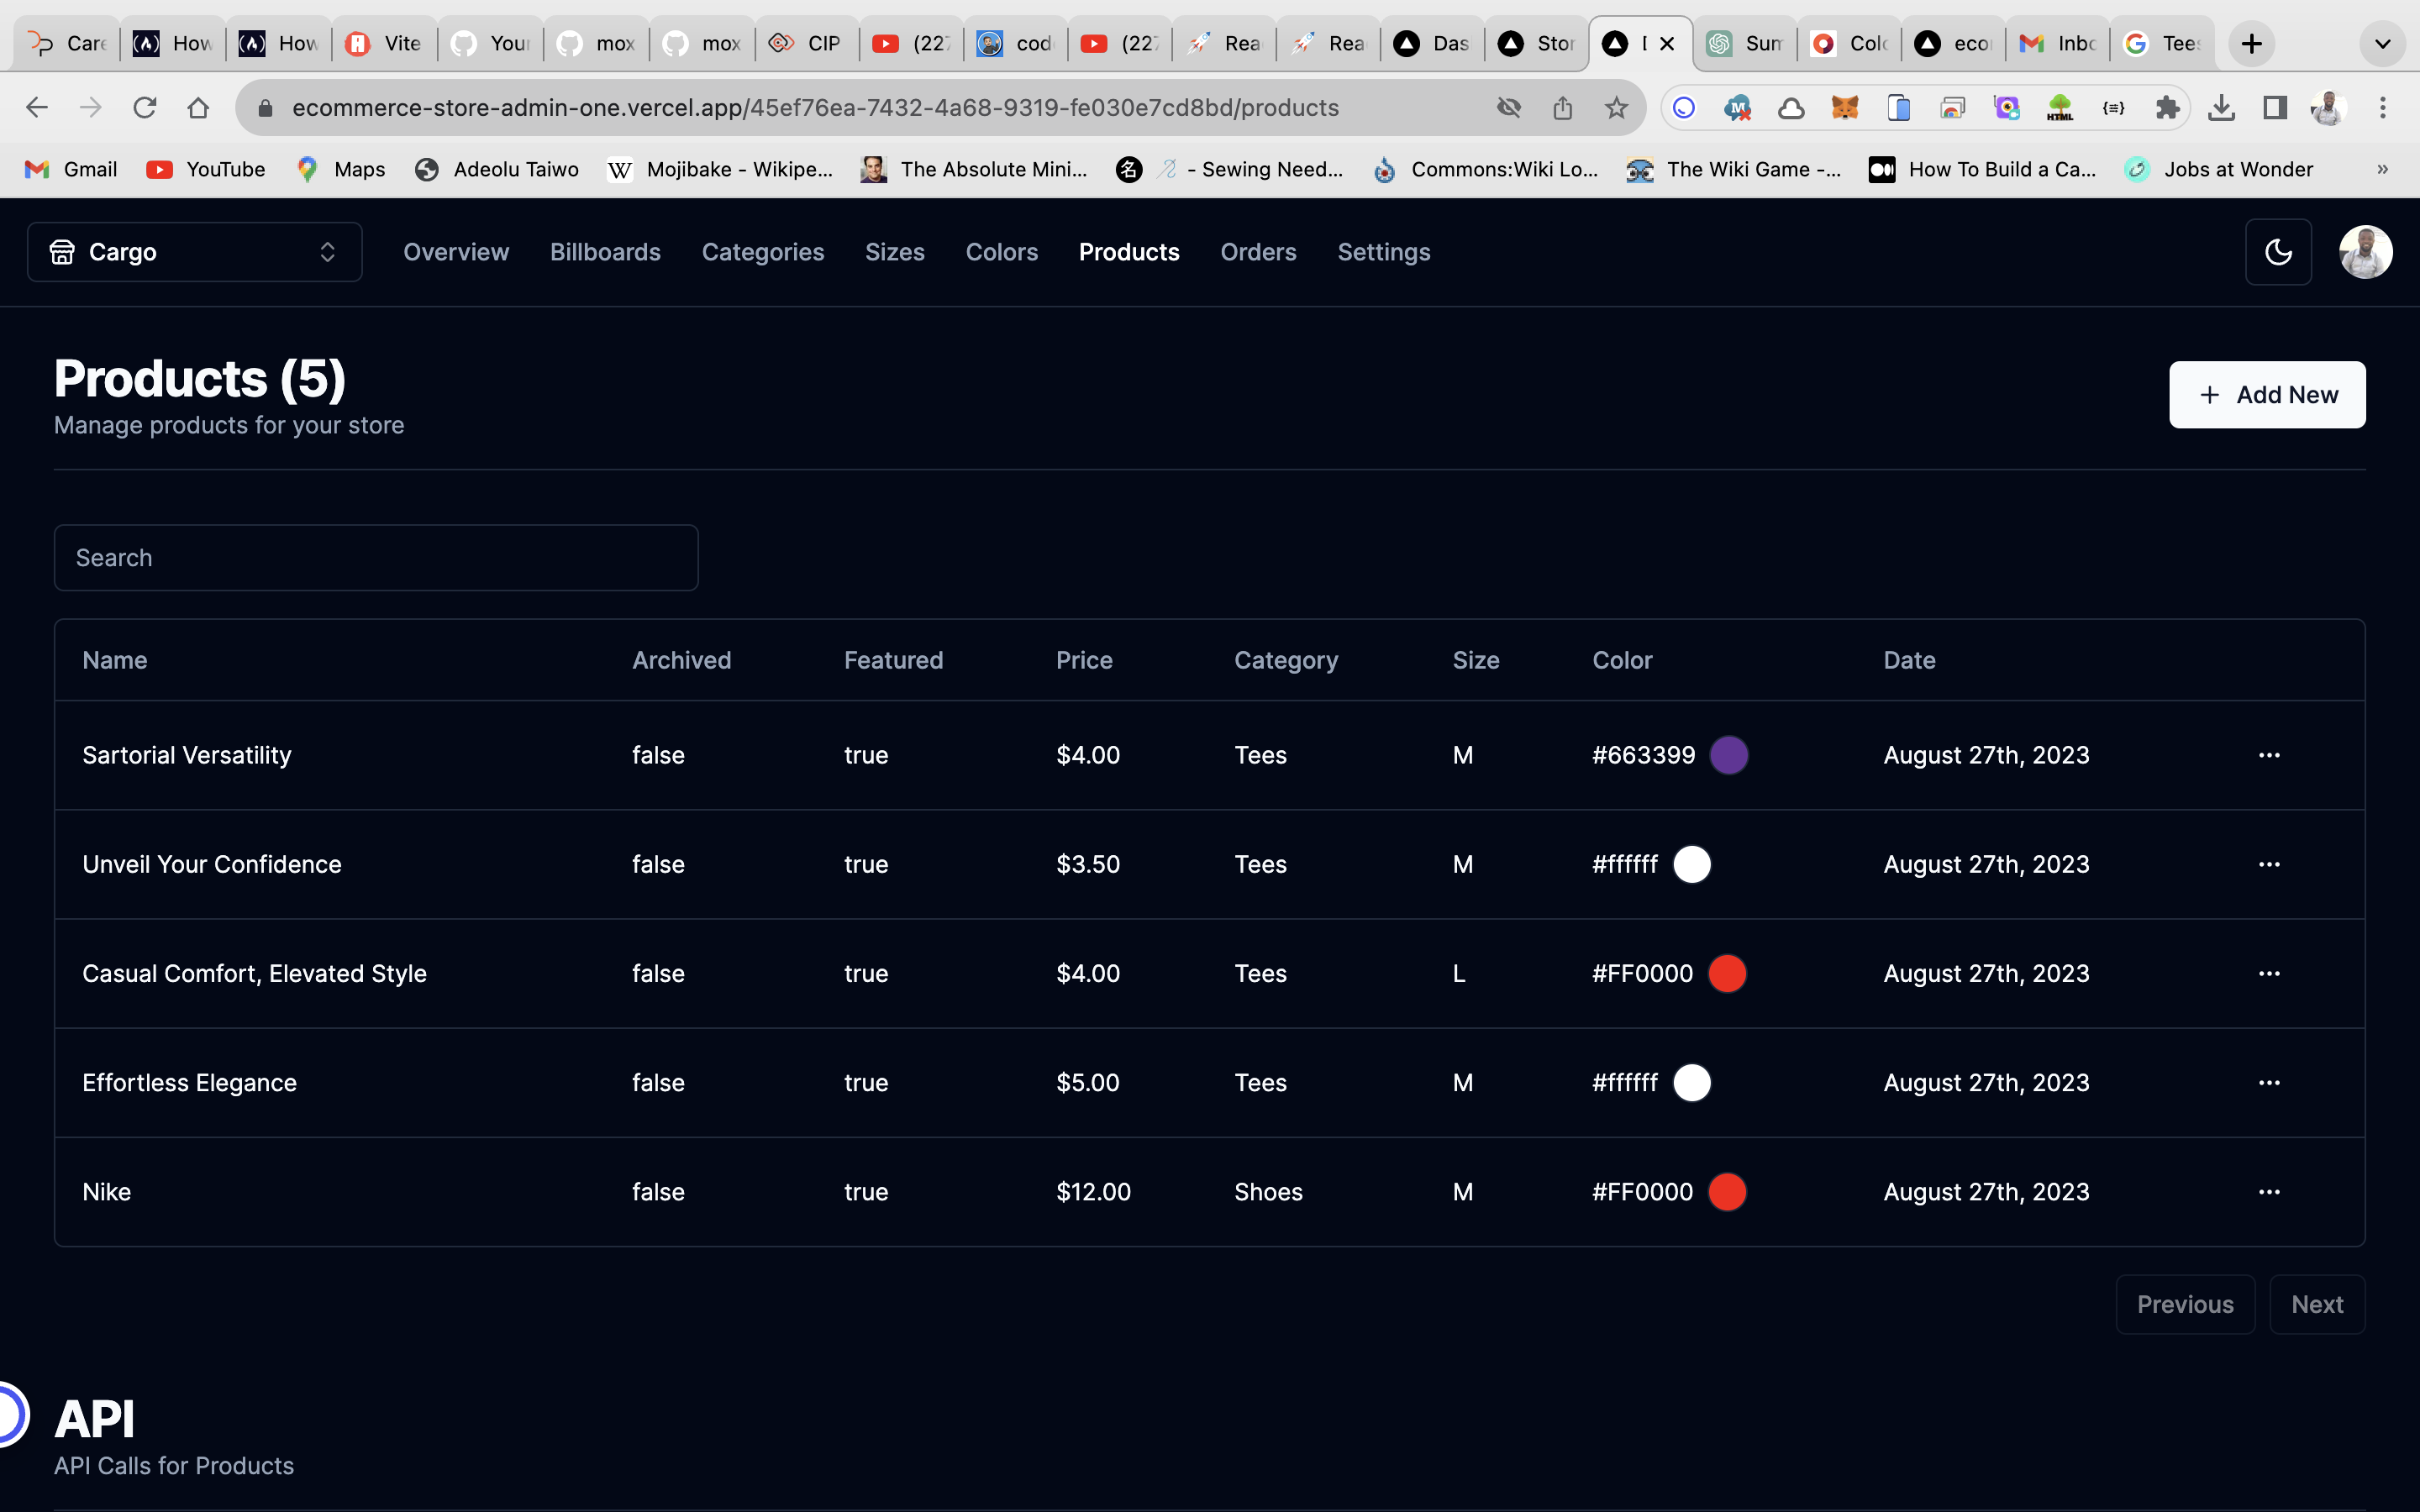 Care How How Vite Your mox mox CIP (227 cod (227 Rea Rea Das Stor Sum Colo eco Inbo Tees
ecommerce-store-admin-one.vercel.app/45ef76ea-7432-4a68-9319-fe030e7cd8bd/products
Gmail YouTube Maps Adeolu Taiwo Mojibake - Wikipe... The Absolute Mini... - Sewing Need... Commons:Wiki Lo... The Wiki Game -... How To Build a Ca... Jobs at Wonder »
Cargo Overview Billboards Categories Sizes Colors Products Orders Settings
Products (5)
+ Add New
Manage products for your store
Search
Name Archived Featured Price Category Size Color Date
Sartorial Versatility false true $4.00 Tees M #663399 August 27th, 2023 ...
Unveil Your Confidence false true $3.50 Tees M #ffffff August 27th, 2023 ...
Casual Comfort, Elevated Style false true $4.00 Tees L #FF0000 August 27th, 2023 ...
Effortless Elegance false true $5.00 Tees M #ffffff August 27th, 2023 ...
Nike false true $12.00 Shoes M #FF0000 August 27th, 2023 ...
Previous Next
API
API Calls for Products